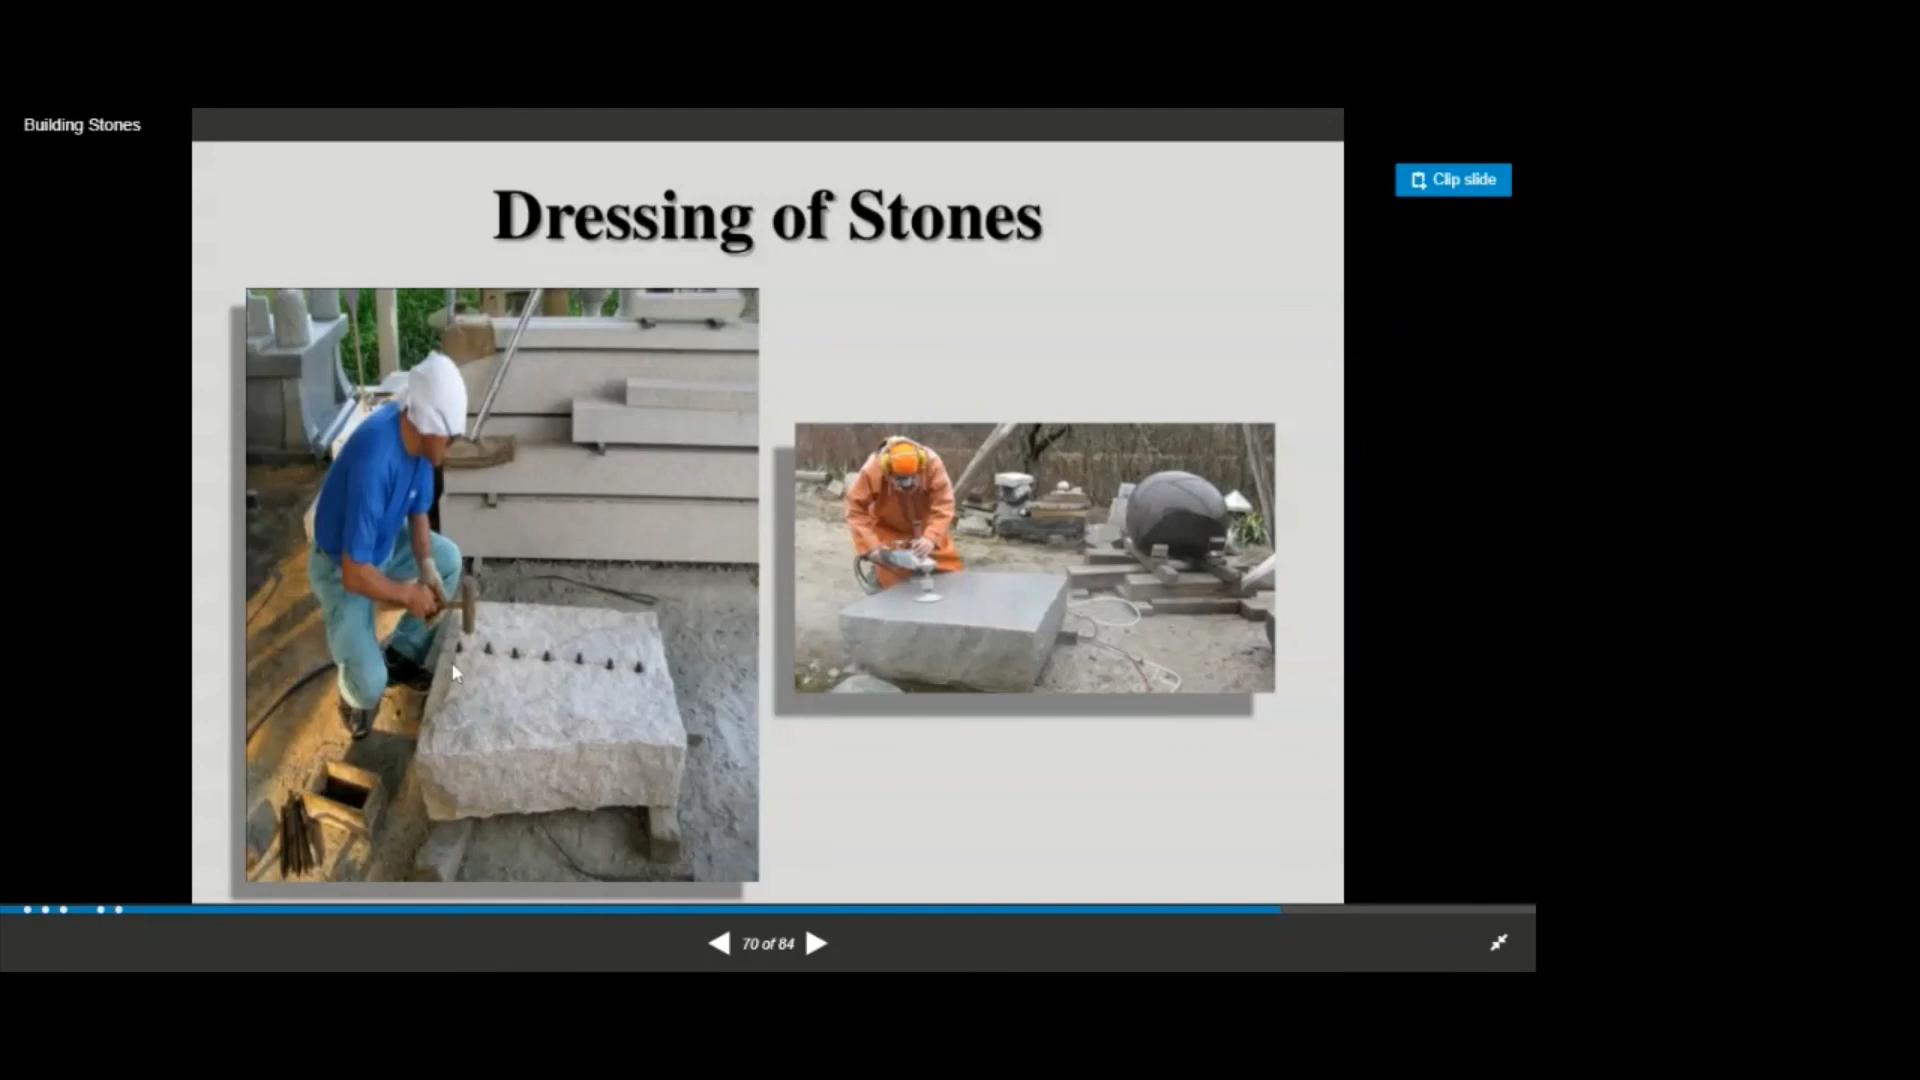 Building Stones
Clip slide
Dressing of Stones
70 of 84